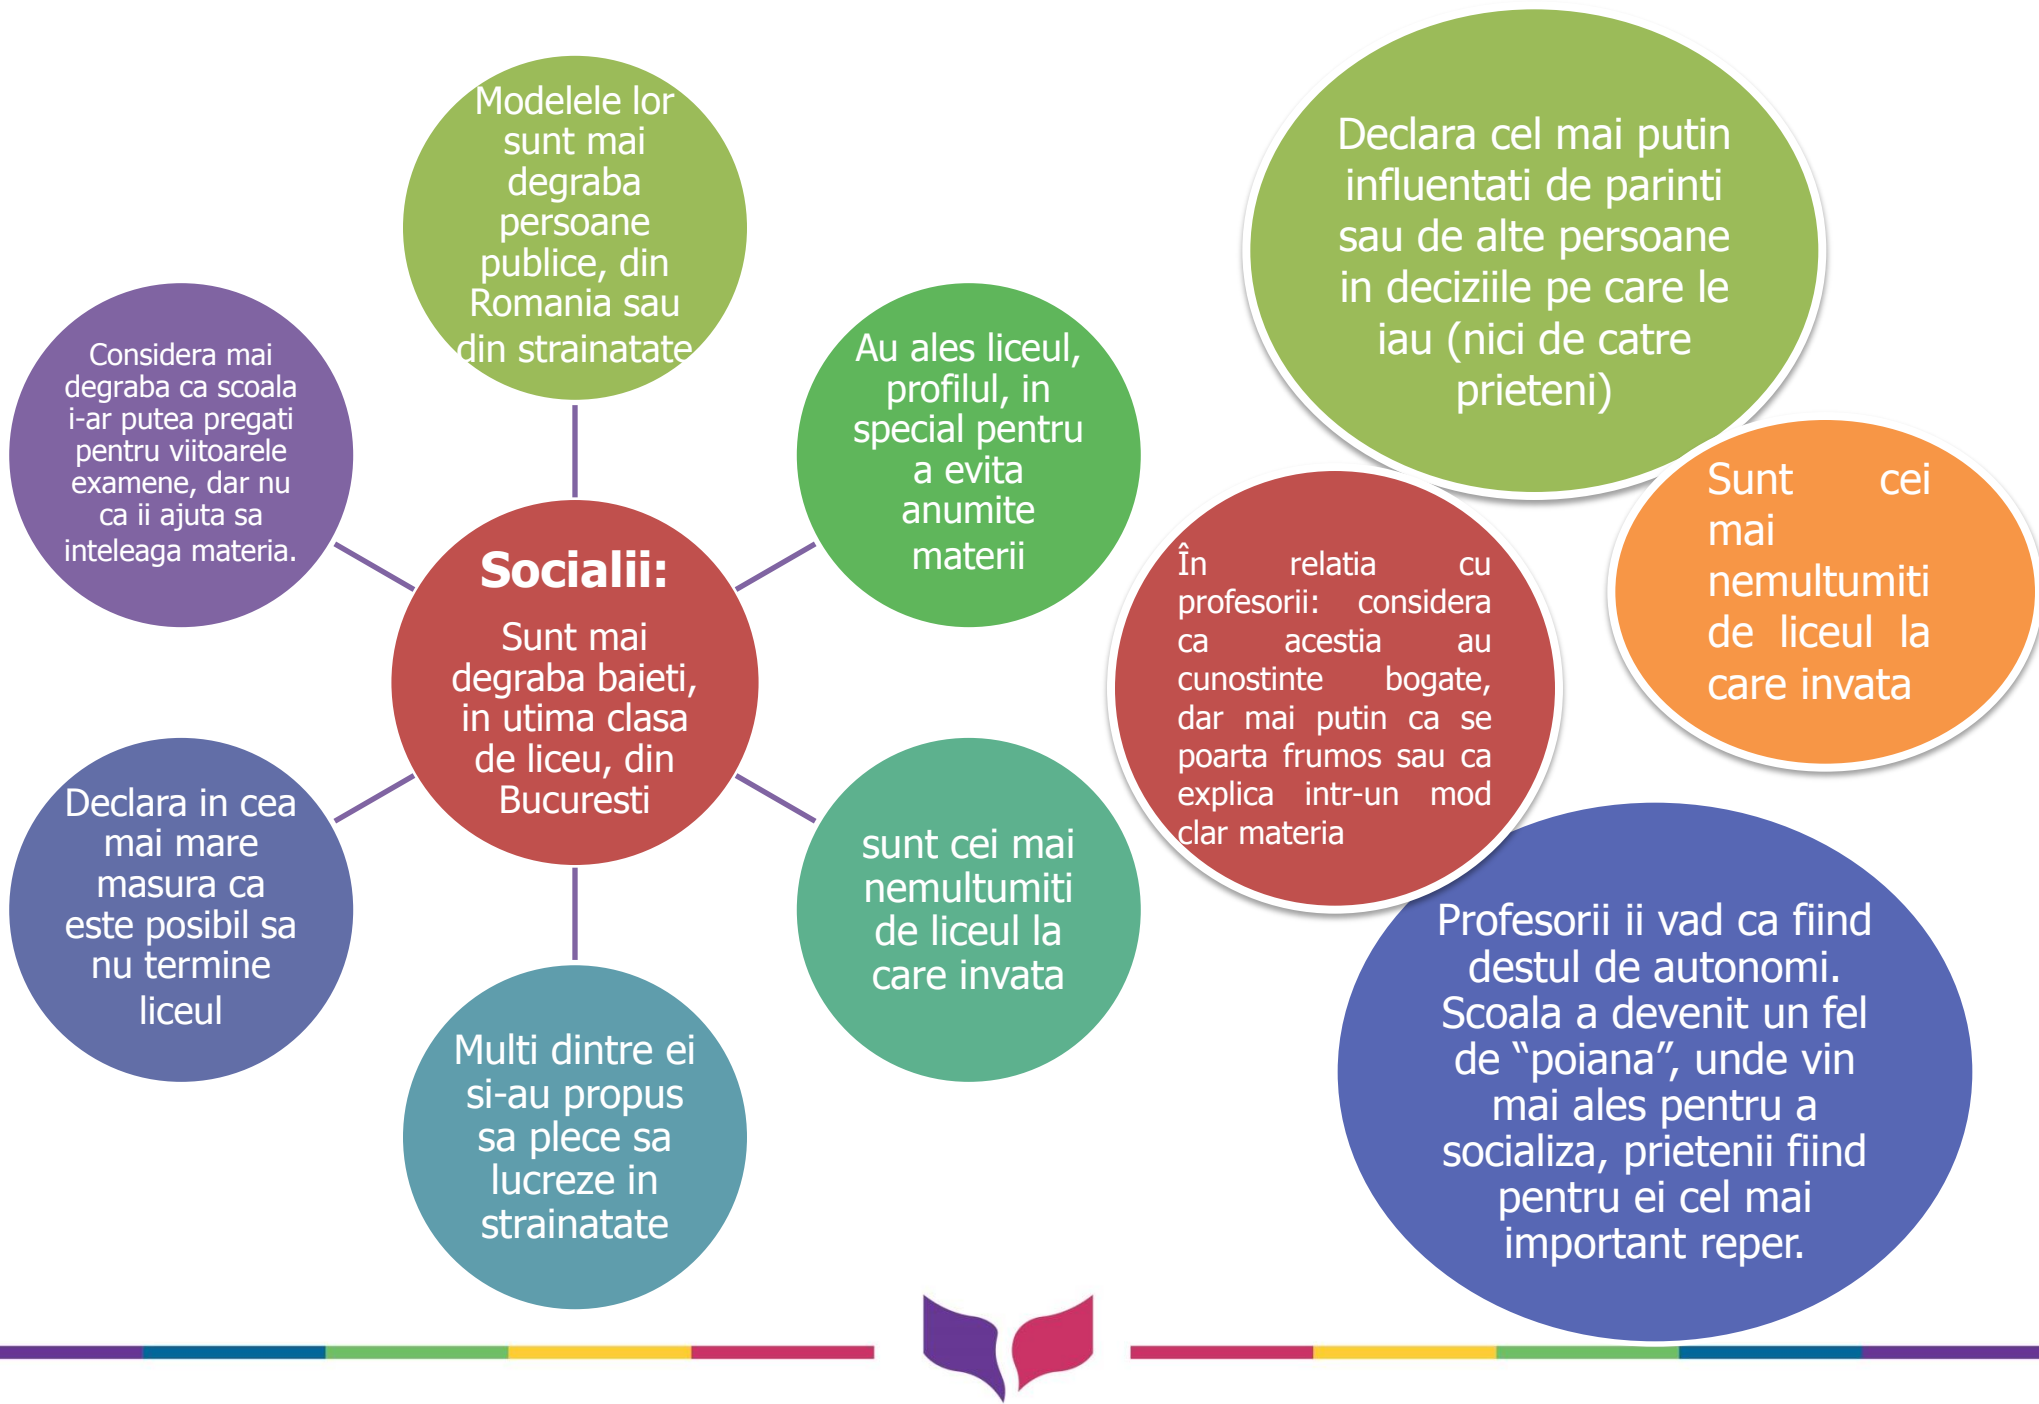 Modelele lor
sunt mai
degraba
persoane
publice, din
Romania sau
din strainatate
Considera mai
degraba ca scoala
i-ar putea pregati
pentru viitoarele
examene, dar nu
ca ii ajuta sa
inteleaga materia.
Au ales liceul,
profilul, in
special pentru
a evita
anumite
materii
Socialii:
Sunt mai
degraba baieti,
in utima clasa
de liceu, din
Bucuresti
Declara in cea
mai mare
masura ca
este posibil sa
nu termine
liceul
sunt cei mai
nemultumiti
de liceul la
care invata
Multi dintre ei
si-au propus
sa plece sa
lucreze in
strainatate
Declara cel mai putin
influentati de parinti
sau de alte persoane
in deciziile pe care le
iau (nici de catre
prieteni)
Sunt cei
mai
nemultumiti
de liceul la
care invata
În relatia cu
profesorii: considera
ca acestia au
cunostinte bogate,
dar mai putin ca se
poarta frumos sau ca
explica intr-un mod
clar materia
Profesorii ii vad ca fiind
destul de autonomi.
Scoala a devenit un fel
de “poiana”, unde vin
mai ales pentru a
socializa, prietenii fiind
pentru ei cel mai
important reper.